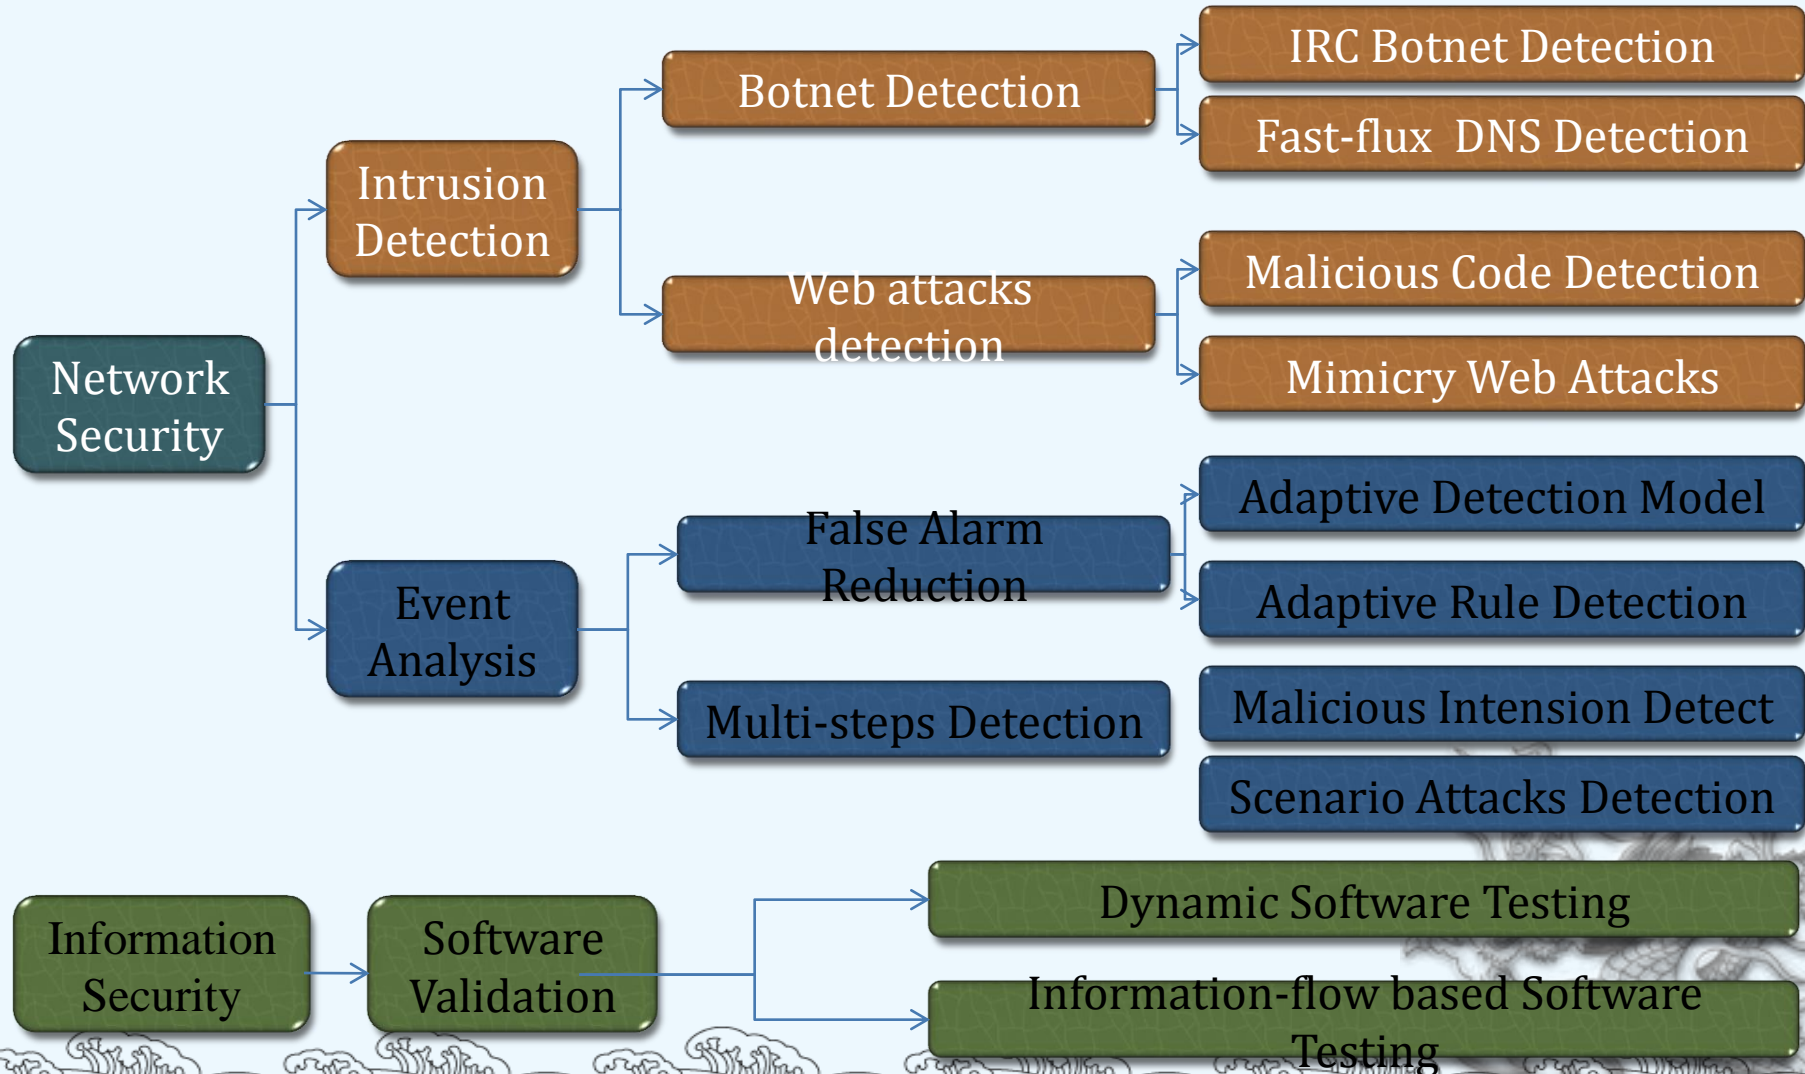 Network
Security
Intrusion
Detection
Botnet Detection
IRC Botnet Detection
Fast-flux  DNS Detection
Web attacks
detection
Malicious Code Detection
Mimicry Web Attacks
Event
Analysis
False Alarm
Reduction
Adaptive Detection Model
Adaptive Rule Detection
Multi-steps Detection
Malicious Intension Detect
Scenario Attacks Detection
Information
Security
Software
Validation
Dynamic Software Testing
Information-flow based Software
Testing